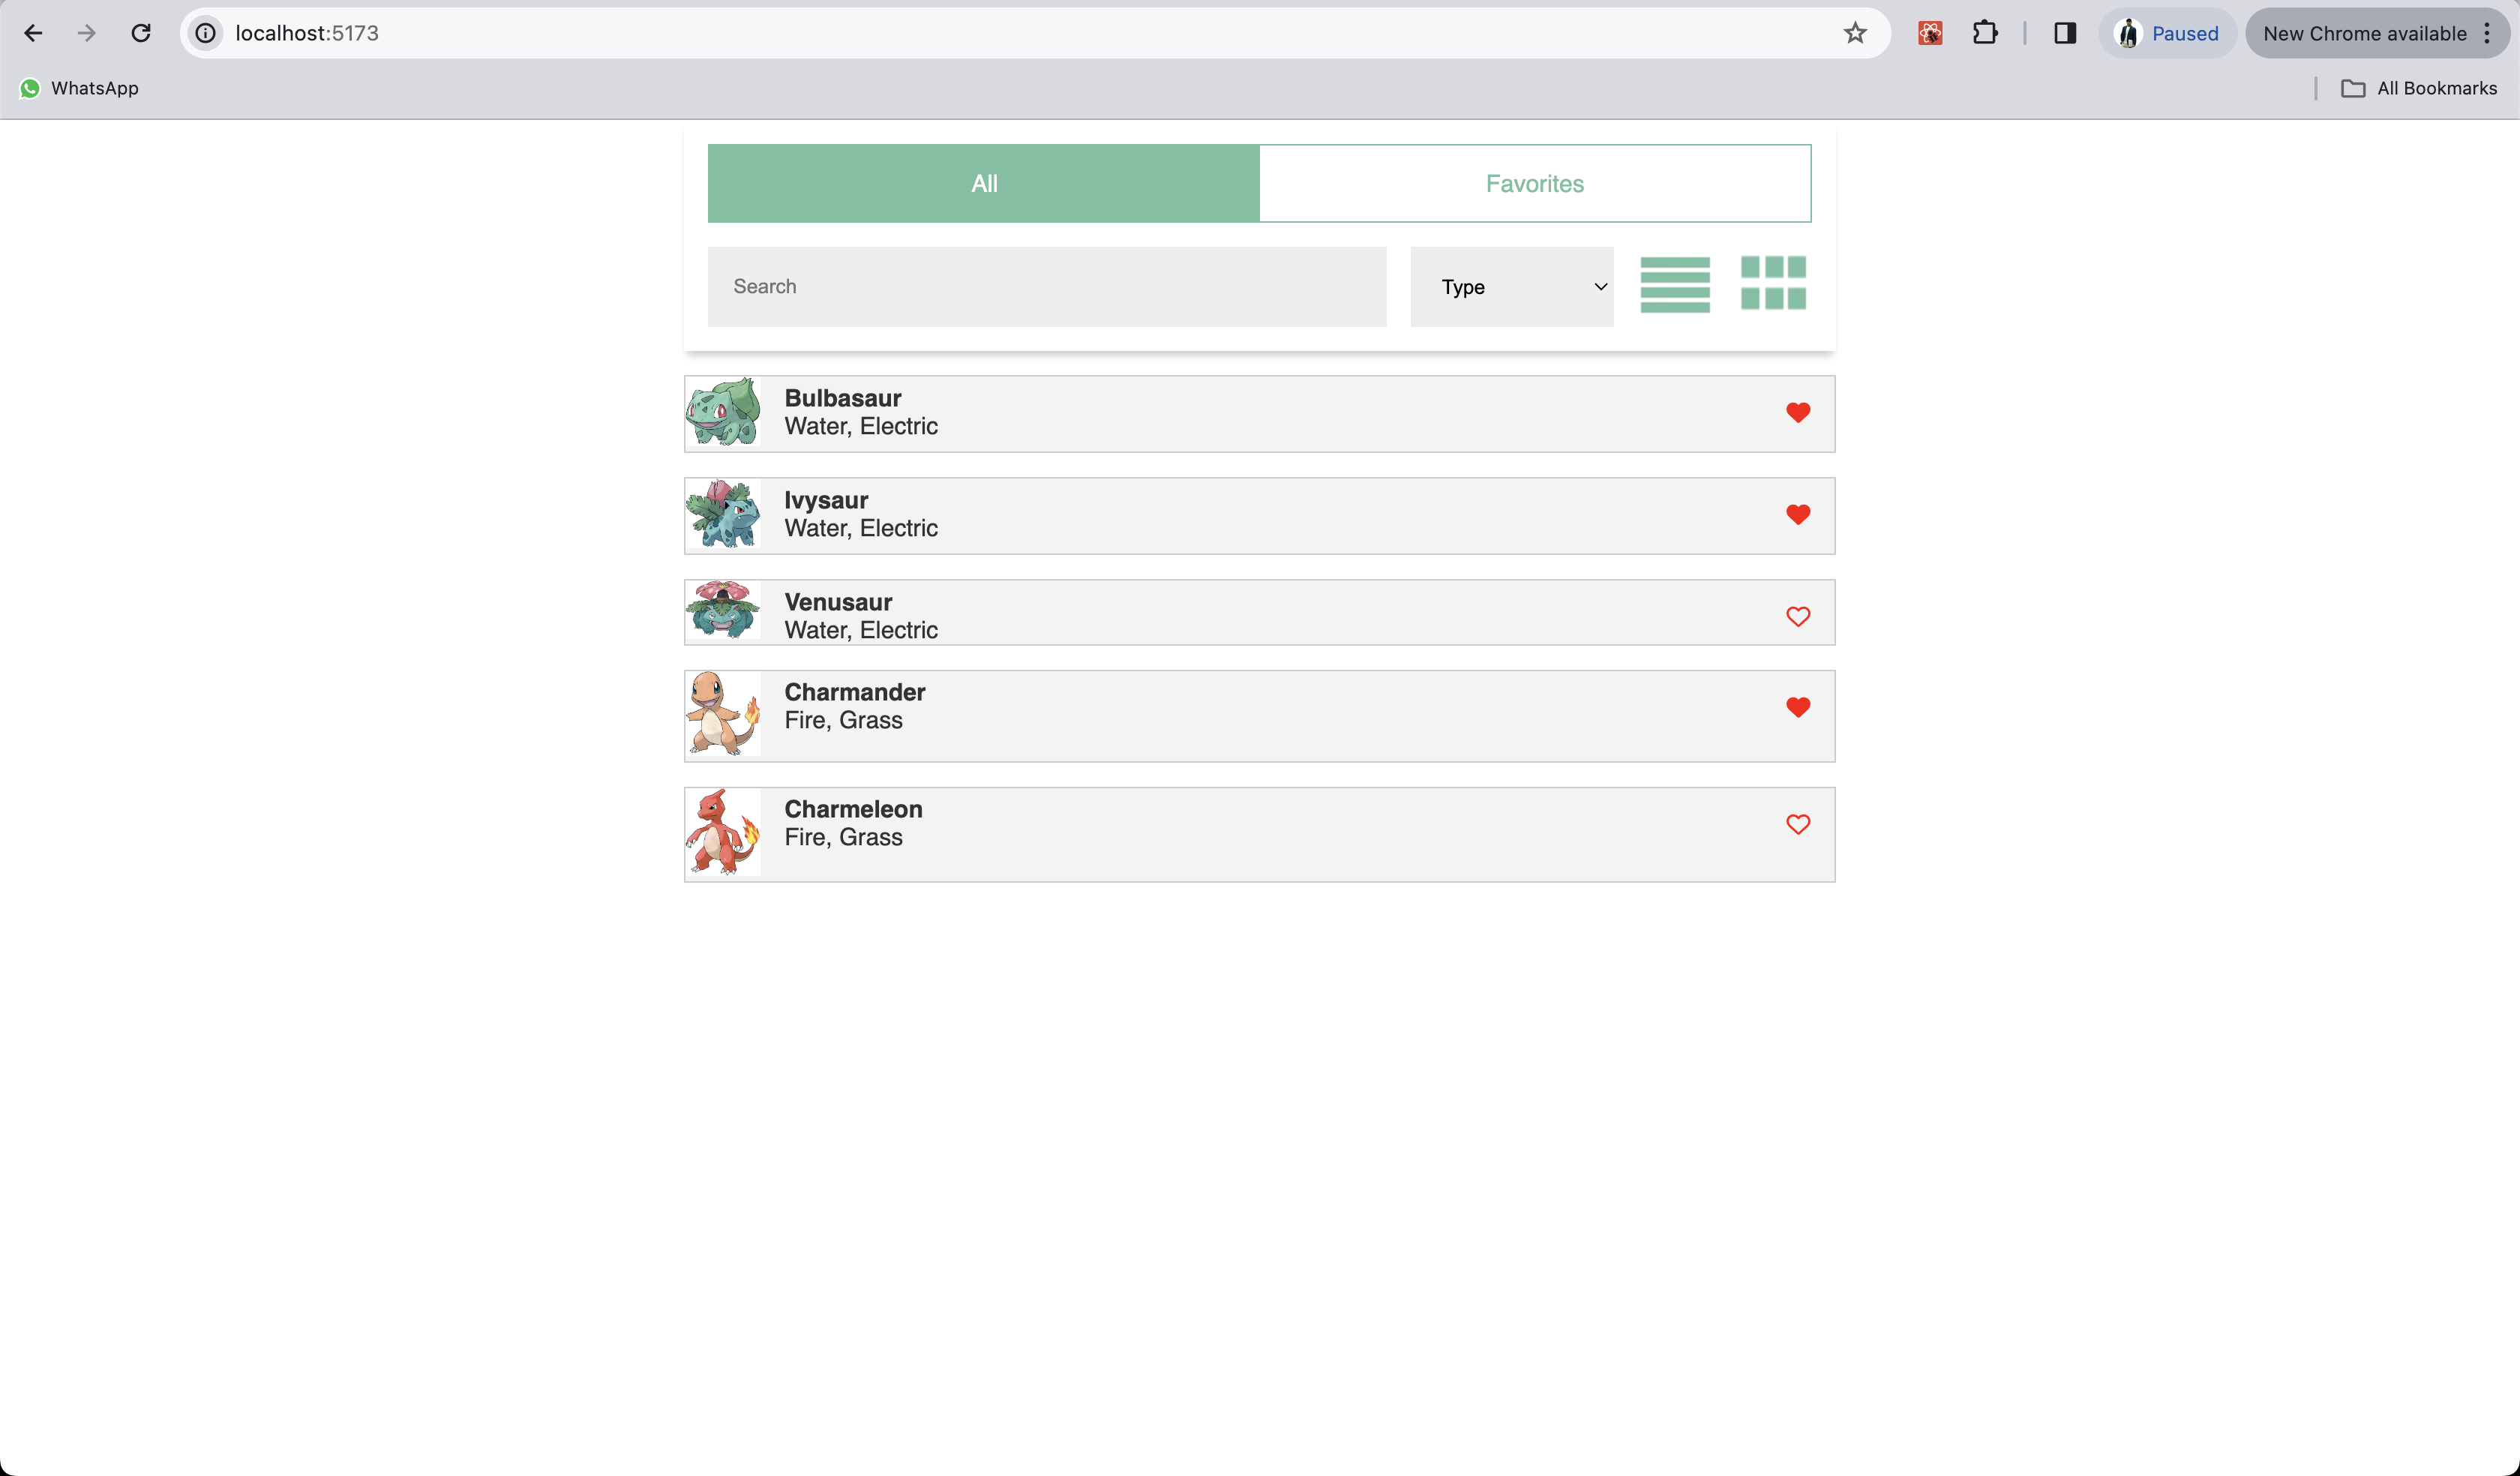 localhost:5173
Paused
New Chrome available
WhatsApp
All Bookmarks
All
Favorites
Search
Type
Bulbasaur
Water, Electric
Ivysaur
Water, Electric
Venusaur
Water, Electric
Charmander
Fire, Grass
Charmeleon
Fire, Grass